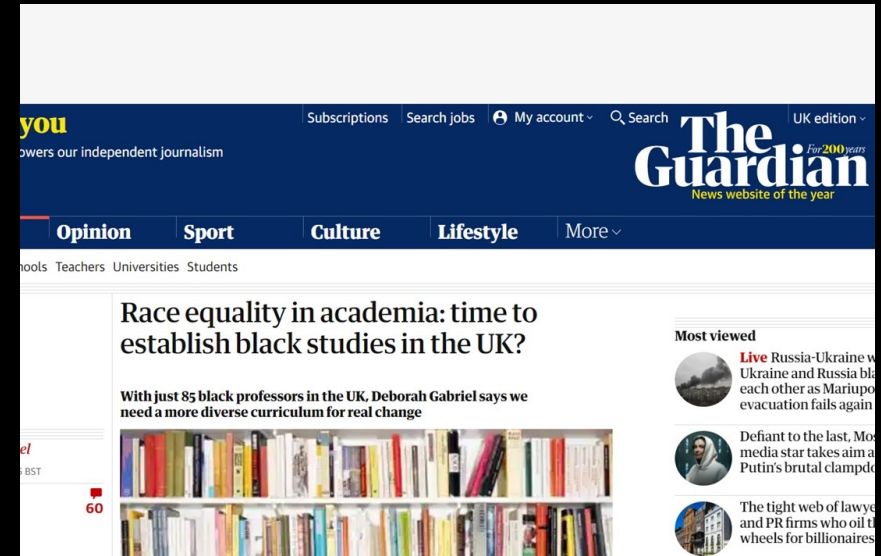 you
owers our independent journalism
Subscriptions Search jobs My account Search
UK edition
The
Guardian
For 200 years
News website of the year
Opinion Sport Culture Lifestyle More
Teachers Universities Students
Race equality in academia: time to
establish black studies in the UK?
With just 85 black professors in the UK, Deborah Gabriel says we
need a more diverse curriculum for real change
el
BST
60
Most viewed
Live Russia-Ukraine w
Ukraine and Russia bla
each other as Mariupo
evacuation fails again
Defiant to the last, Mos
media star takes aim a
Putin's brutal clampdo
The tight web of lawye
and PR firms who oil th
wheels for billionaires